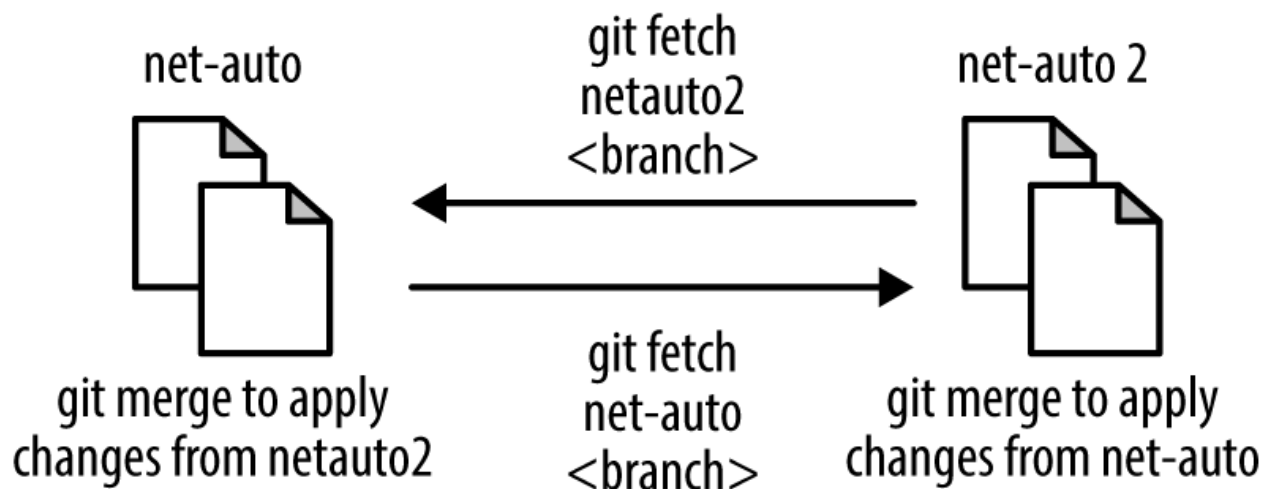 net-auto
git fetch
netauto2
<branch>
net-auto 2
git merge to apply
changes from netauto2
git fetch
net-auto
<branch>
git merge to apply
changes from net-auto